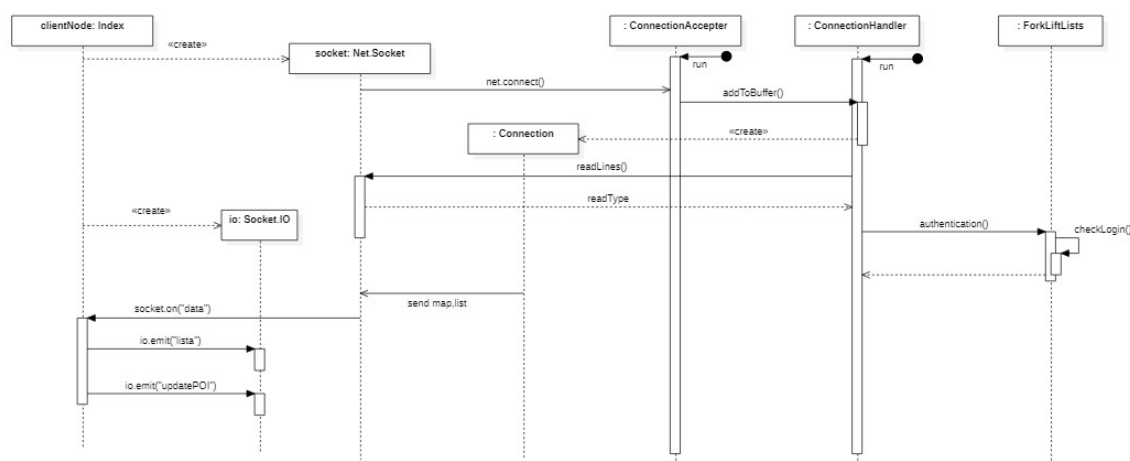 clientNode: Index
: ConnectionAccepter
: ConnectionHandler
: ForkLiftLists
«create»
socket: Net.Socket
run
run
net.connect()
addToBuffer()
: Connection
«create»
readLines()
readType
«create»
io: Socket.IO
authentication()
checkLogin()
send map,list
socket.on("data")
io.emit("lista")
io.emit("updatePOI")